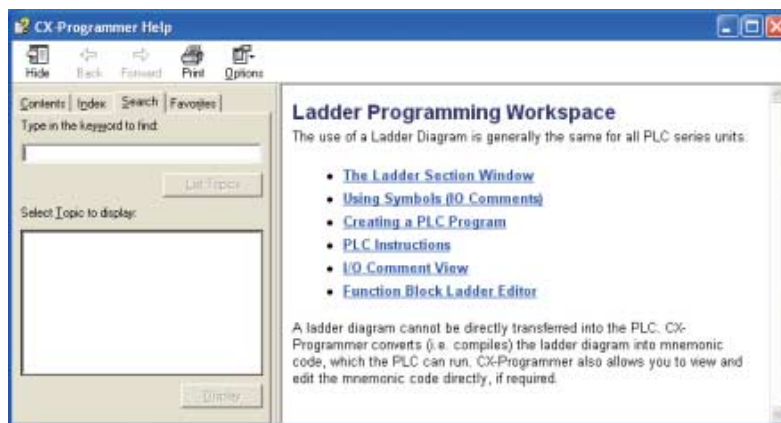 CX-Programmer Help
Hide Back Forward Print Options
Contents Index Search Favorites
Type in the keyword to find:
List Topics
Select Topic to display:
Display
Ladder Programming Workspace
The use of a Ladder Diagram is generally the same for all PLC series units.
• The Ladder Section Window
• Using Symbols (IO Comments)
• Creating a PLC Program
• PLC Instructions
• I/O Comment View
• Function Block Ladder Editor
A ladder diagram cannot be directly transferred into the PLC. CX-
Programmer converts (i.e. compiles) the ladder diagram into mnemonic
code, which the PLC can run. CX-Programmer also allows you to view and
edit the mnemonic code directly, if required.